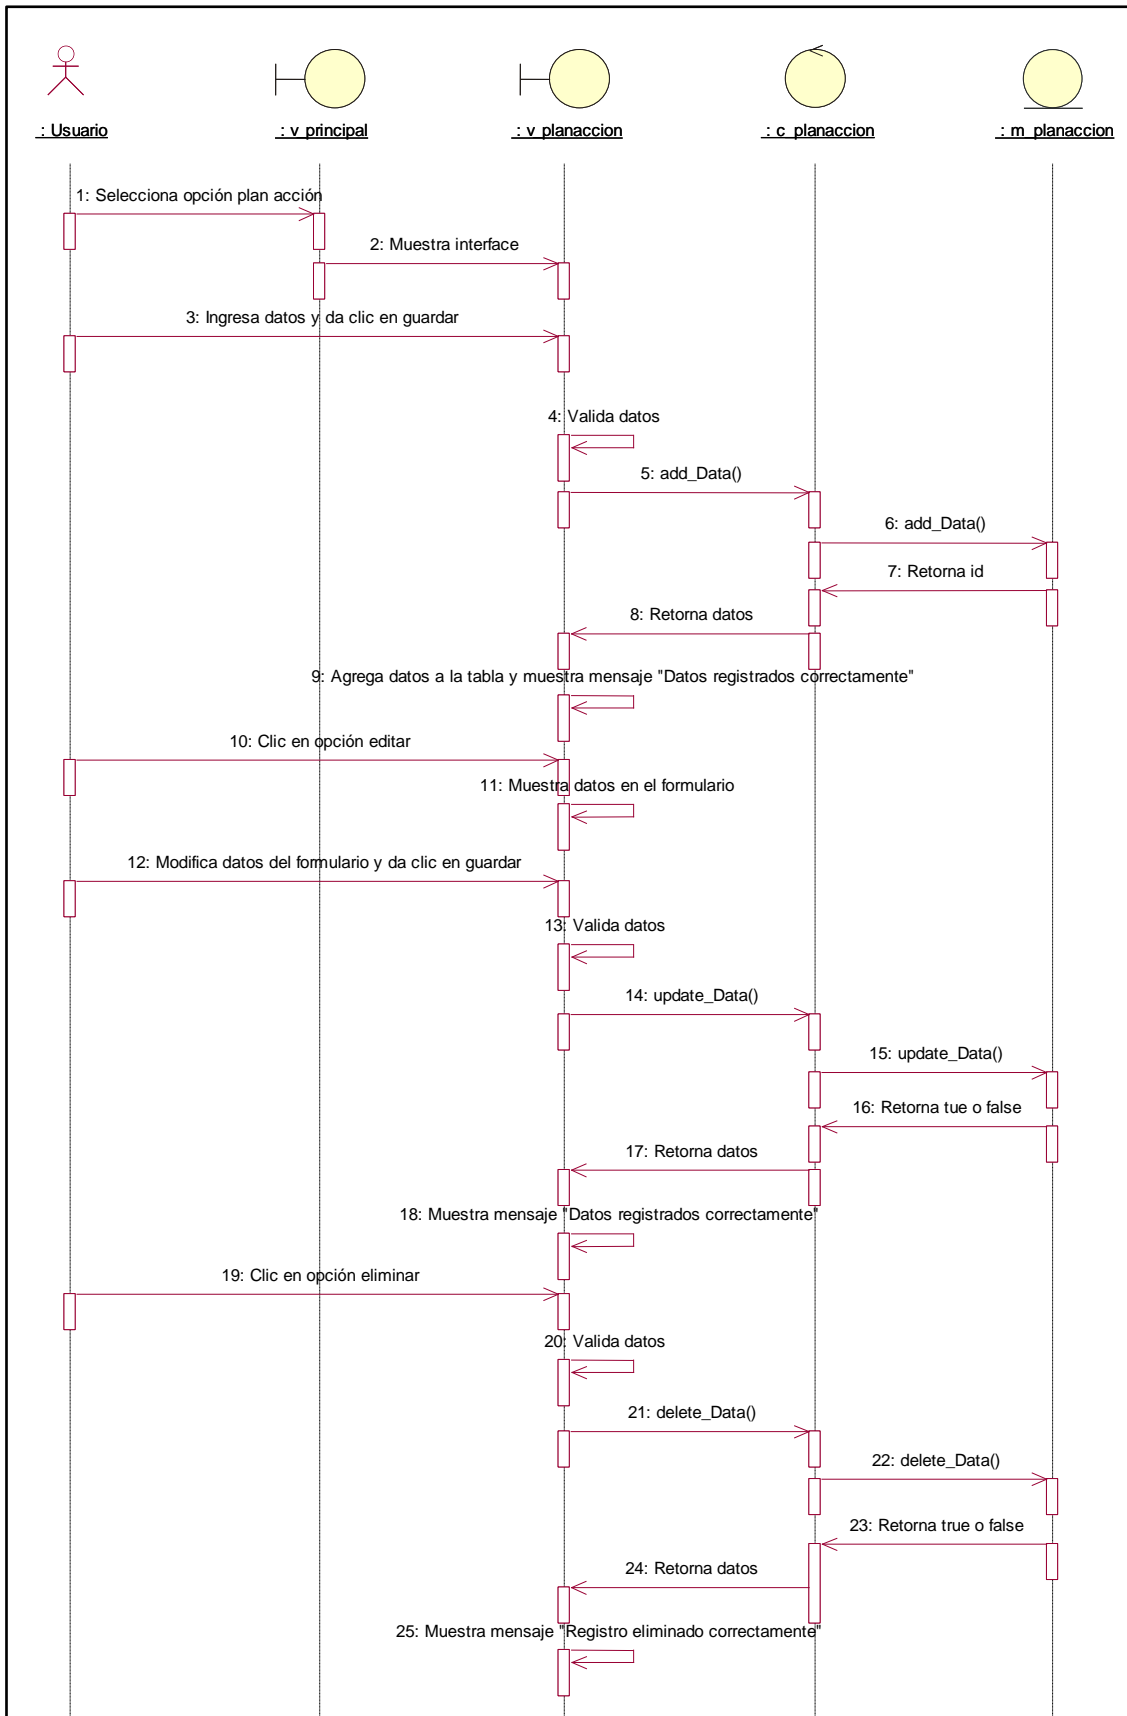 : Usuario
: v_principal
: v_planaccion
: c_planaccion
: m_planaccion
1: Selecciona opción plan acción
2: Muestra interface
3: Ingresa datos y da clic en guardar
4: Valida datos
5: add_Data()
6: add_Data()
7: Retorna id
8: Retorna datos
9: Agrega datos a la tabla y muestra mensaje "Datos registrados correctamente"
10: Clic en opción editar
11: Muestra datos en el formulario
12: Modifica datos del formulario y da clic en guardar
13: Valida datos
14: update_Data()
15: update_Data()
16: Retorna tue o false
17: Retorna datos
18: Muestra mensaje "Datos registrados correctamente"
19: Clic en opción eliminar
20: Valida datos
21: delete_Data()
22: delete_Data()
23: Retorna true o false
24: Retorna datos
25: Muestra mensaje "Registro eliminado correctamente"